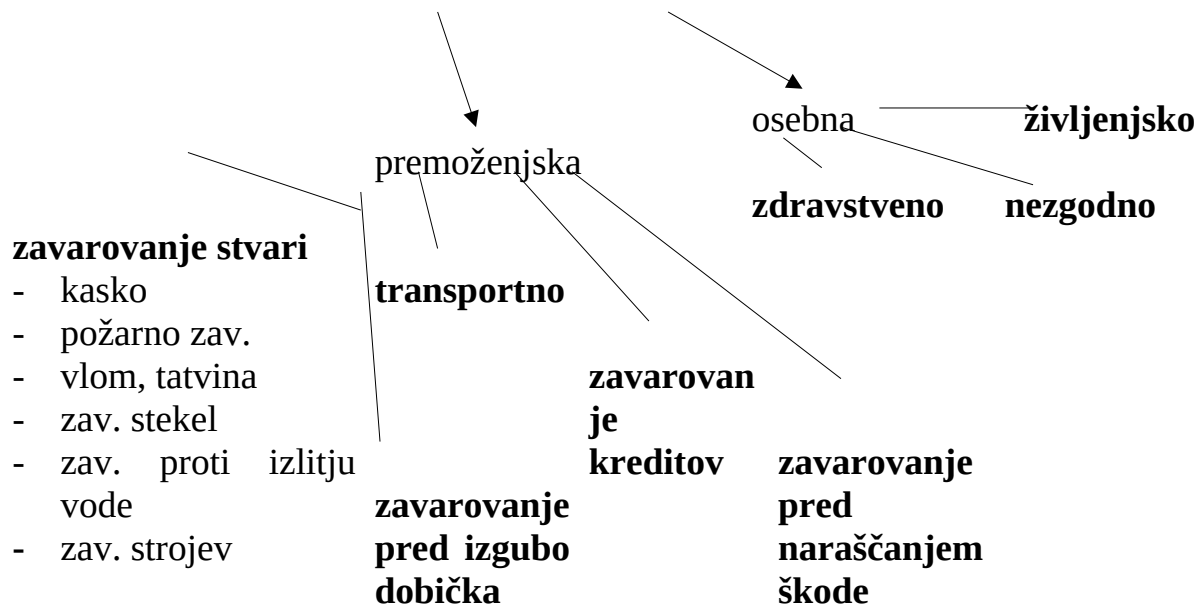 osebna
življenjsko
premoženjska
zdravstveno
nezgodno
zavarovanje stvari
- kasko
- požarno zav.
- vlom, tatvina
- zav. stekel
- zav. proti izlitju
vode
- zav. strojev
transportno
zavarovan
je
kreditov
zavarovanje
pred izgubo
dobička
zavarovanje
pred
naraščanjem
škode